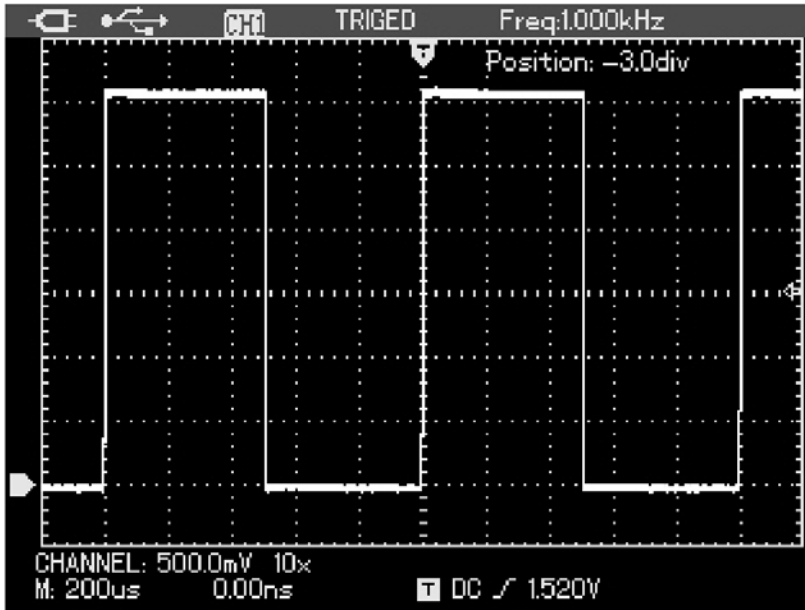 CH1 TRIGED Freq:1.000kHz
T
Position: -3.0div
CHANNEL: 500.0mV 10x
M: 200us 0.00ns T DC 1.520V